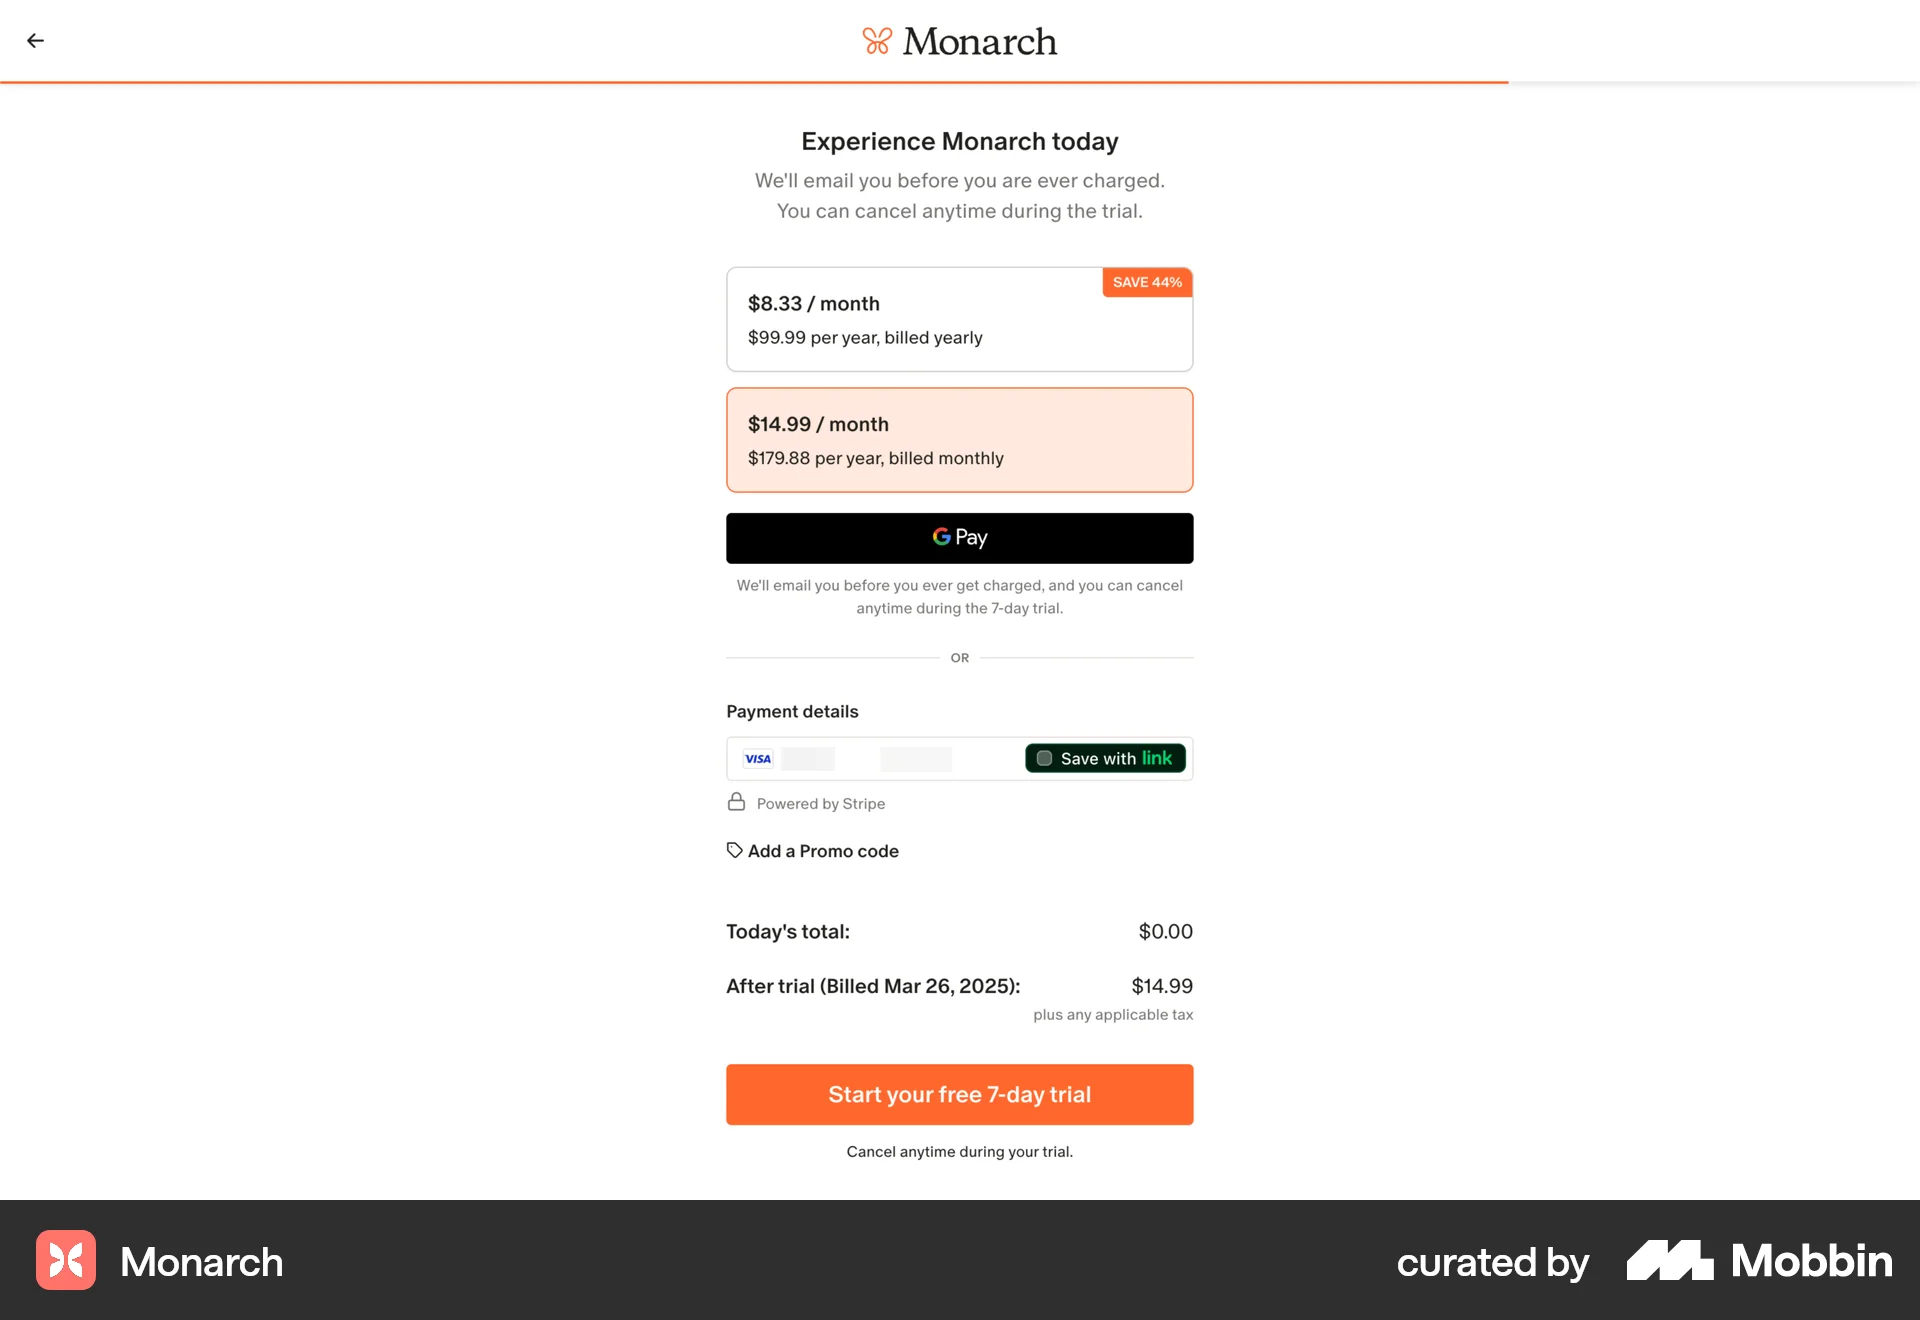 Monarch
Experience Monarch today
We'll email you before you are ever charged.
You can cancel anytime during the trial.
SAVE 44%
$8.33 / month
$99.99 per year, billed yearly
$14.99 / month
$179.88 per year, billed monthly
G Pay
We'll email you before you ever get charged, and you can cancel
anytime during the 7-day trial.
OR
Payment details
VISA
Save with link
Powered by Stripe
Add a Promo code
Today's total: $0.00
After trial (Billed Mar 26, 2025): $14.99
plus any applicable tax
Start your free 7-day trial
Cancel anytime during your trial.
Monarch
curated by Mobbin